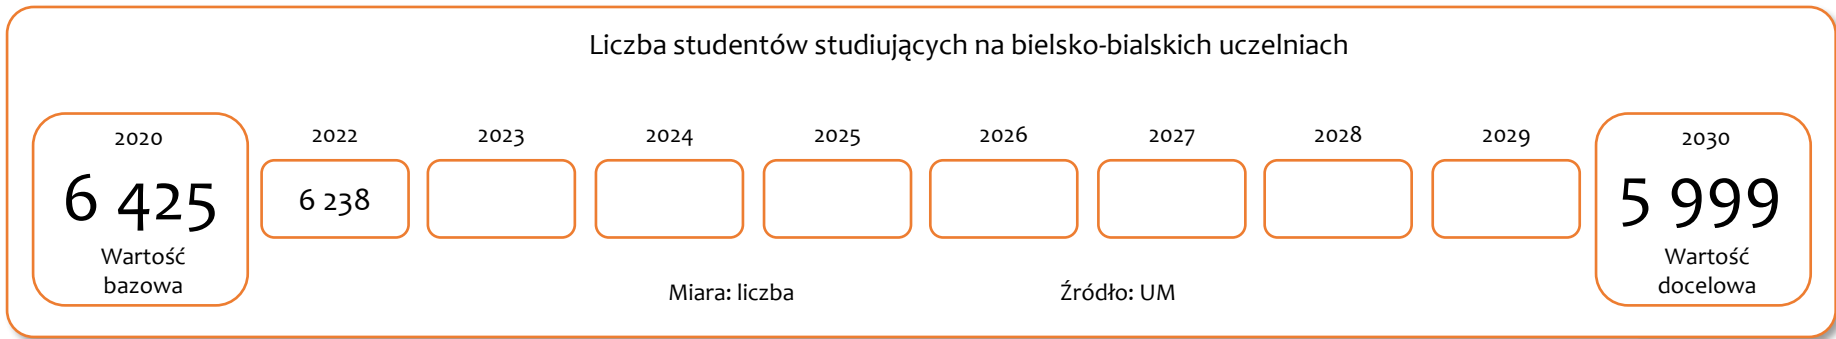 Liczba studentów studiujących na bielsko-bialskich uczelniach
2020
6 425
Wartość
bazowa
2022
6 238
2023
2024
2025
2026
2027
2028
2029
2030
5 999
Wartość
docelowa
Miara: liczba
Źródło: UM